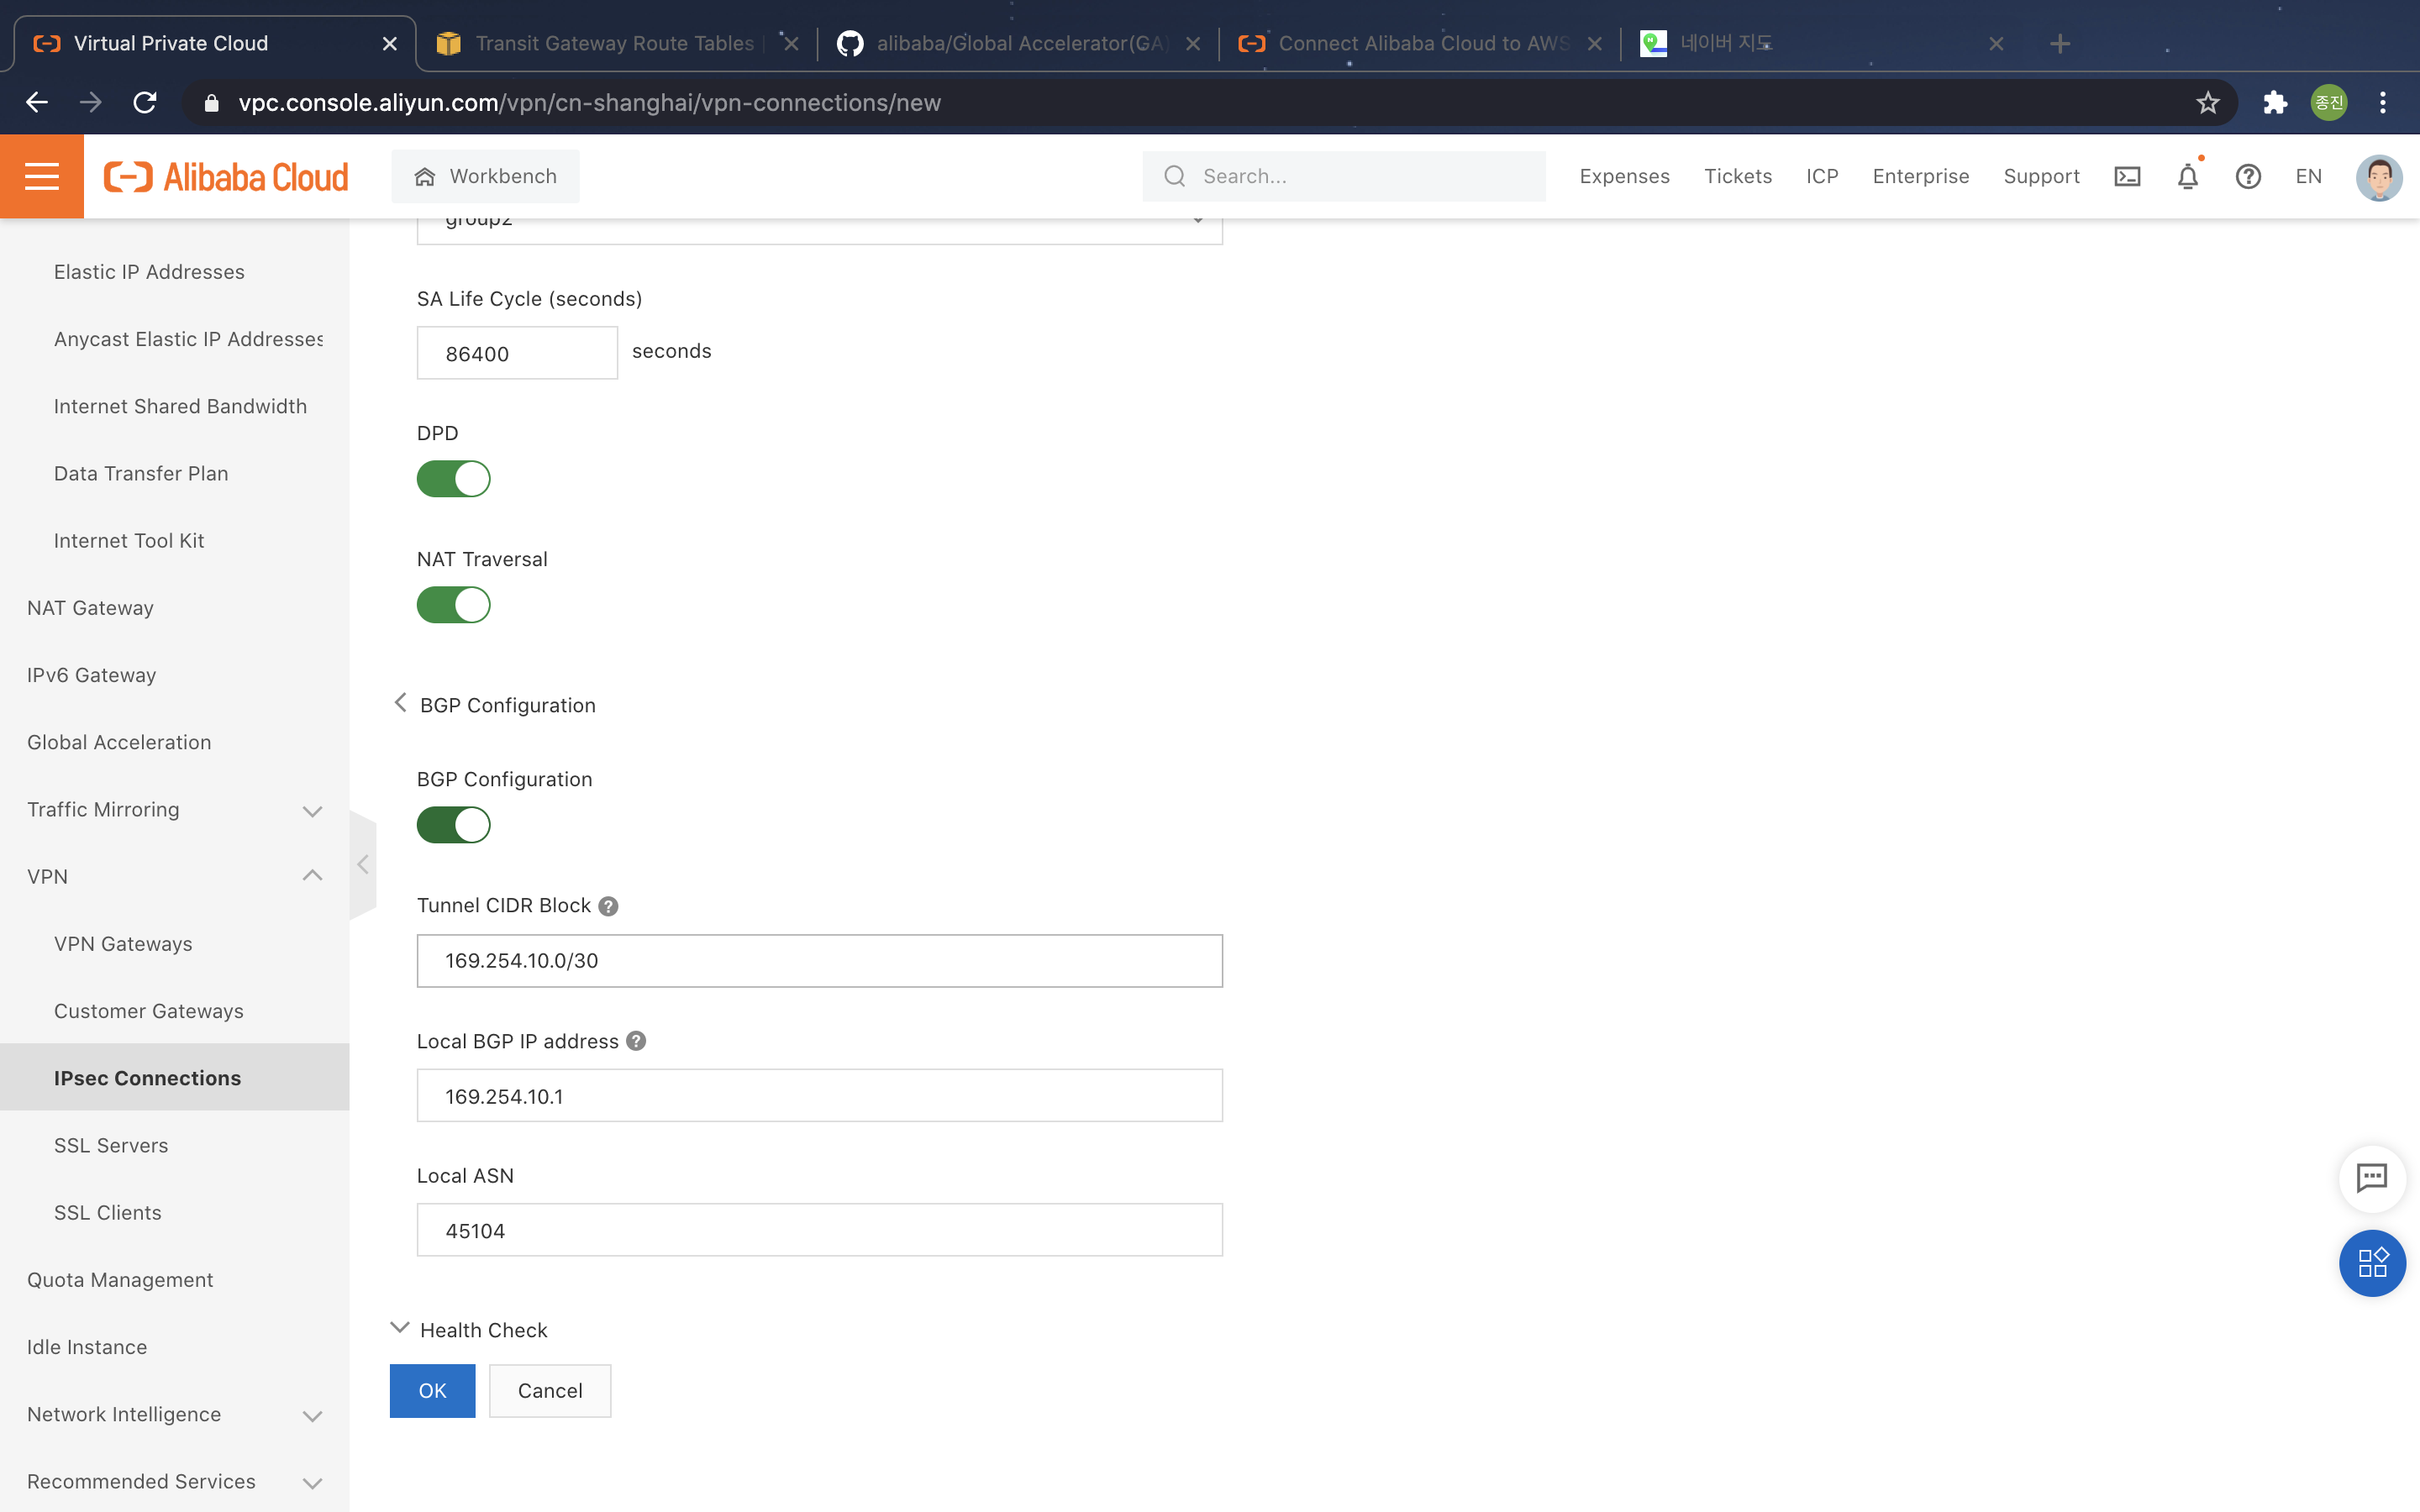 Virtual Private Cloud
Transit Gateway Route Tables |
alibaba/Global Accelerator(GA)
Connect Alibaba Cloud to AWS
네이버 지도
vpc.console.aliyun.com/vpn/cn-shanghai/vpn-connections/new
종진
Alibaba Cloud
Workbench
Search...
Expenses
Tickets
ICP
Enterprise
Support
EN
Elastic IP Addresses
Anycast Elastic IP Addresses
Internet Shared Bandwidth
Data Transfer Plan
Internet Tool Kit
NAT Gateway
IPv6 Gateway
Global Acceleration
Traffic Mirroring
VPN
VPN Gateways
Customer Gateways
IPsec Connections
SSL Servers
SSL Clients
Quota Management
Idle Instance
Network Intelligence
Recommended Services
group2
SA Life Cycle (seconds)
86400 seconds
DPD
NAT Traversal
BGP Configuration
BGP Configuration
Tunnel CIDR Block
169.254.10.0/30
Local BGP IP address
169.254.10.1
Local ASN
45104
Health Check
OK
Cancel